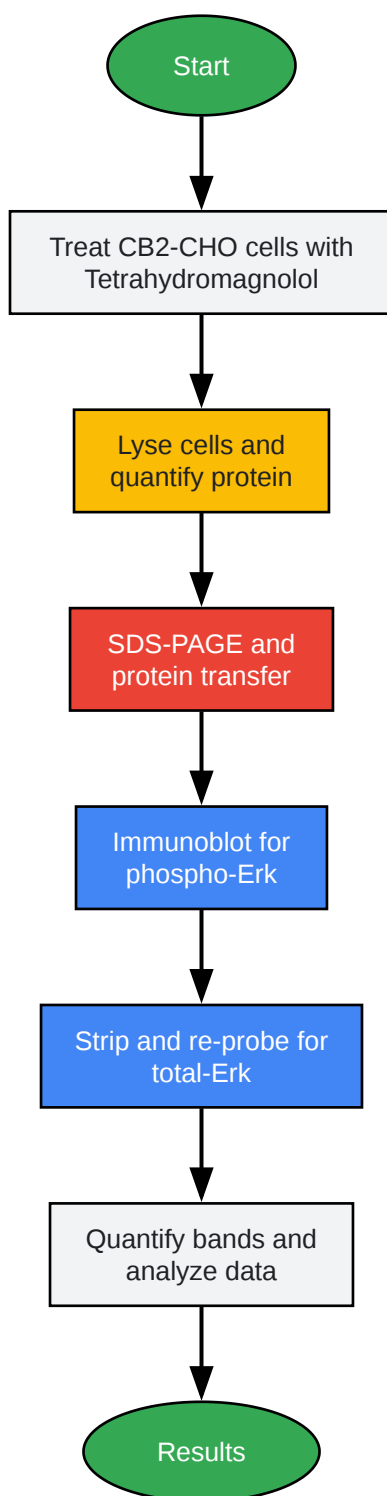 Start
Treat CB2-CHO cells with
Tetrahydromagnolol
Lyse cells and
quantify protein
SDS-PAGE and
protein transfer
Immunoblot for
phospho-Erk
Strip and re-probe for
total-Erk
Quantify bands and
analyze data
Results